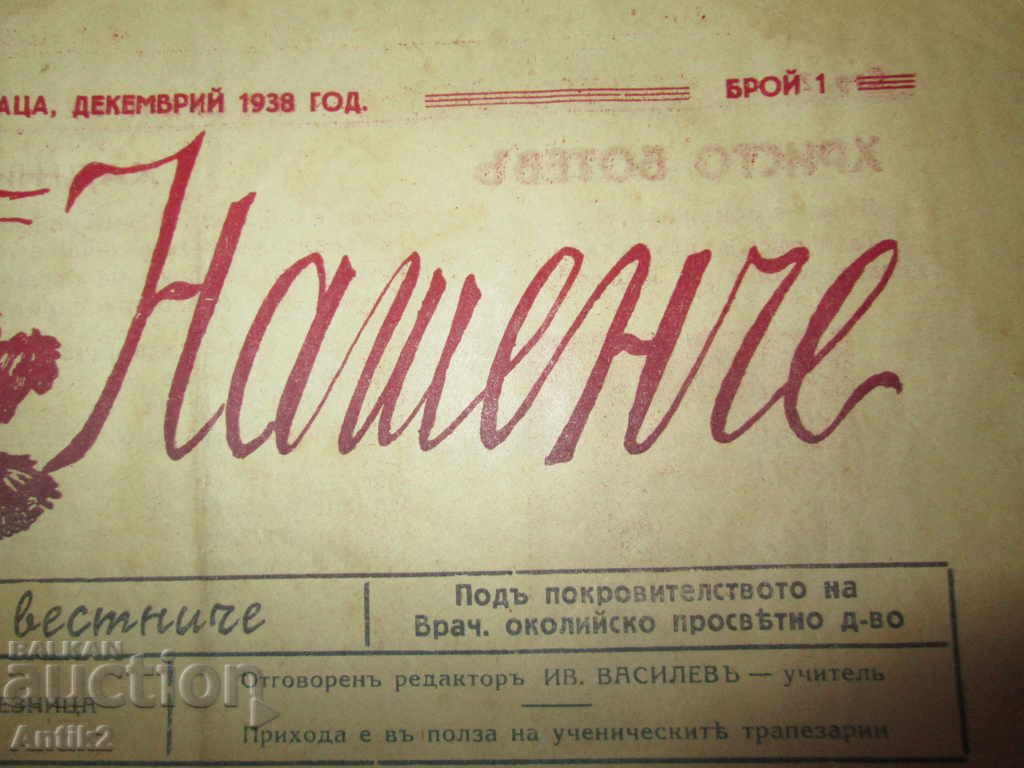 АЦА, ДЕКЕМВРИЙ 1938 ГОД.
БРОЙ 1
ХРИСТО БОТЕВЪ
Нашенче
вестниче
Подъ покровителството на
Врач. околийско просвѣтно д-во
BALKAN
auction
ЕЗНИЦА
Antik2
Отговоренъ редакторъ ИВ. ВАСИЛЕВЪ — учитель
Прихода е въ полза на ученическитѣ трапезарии